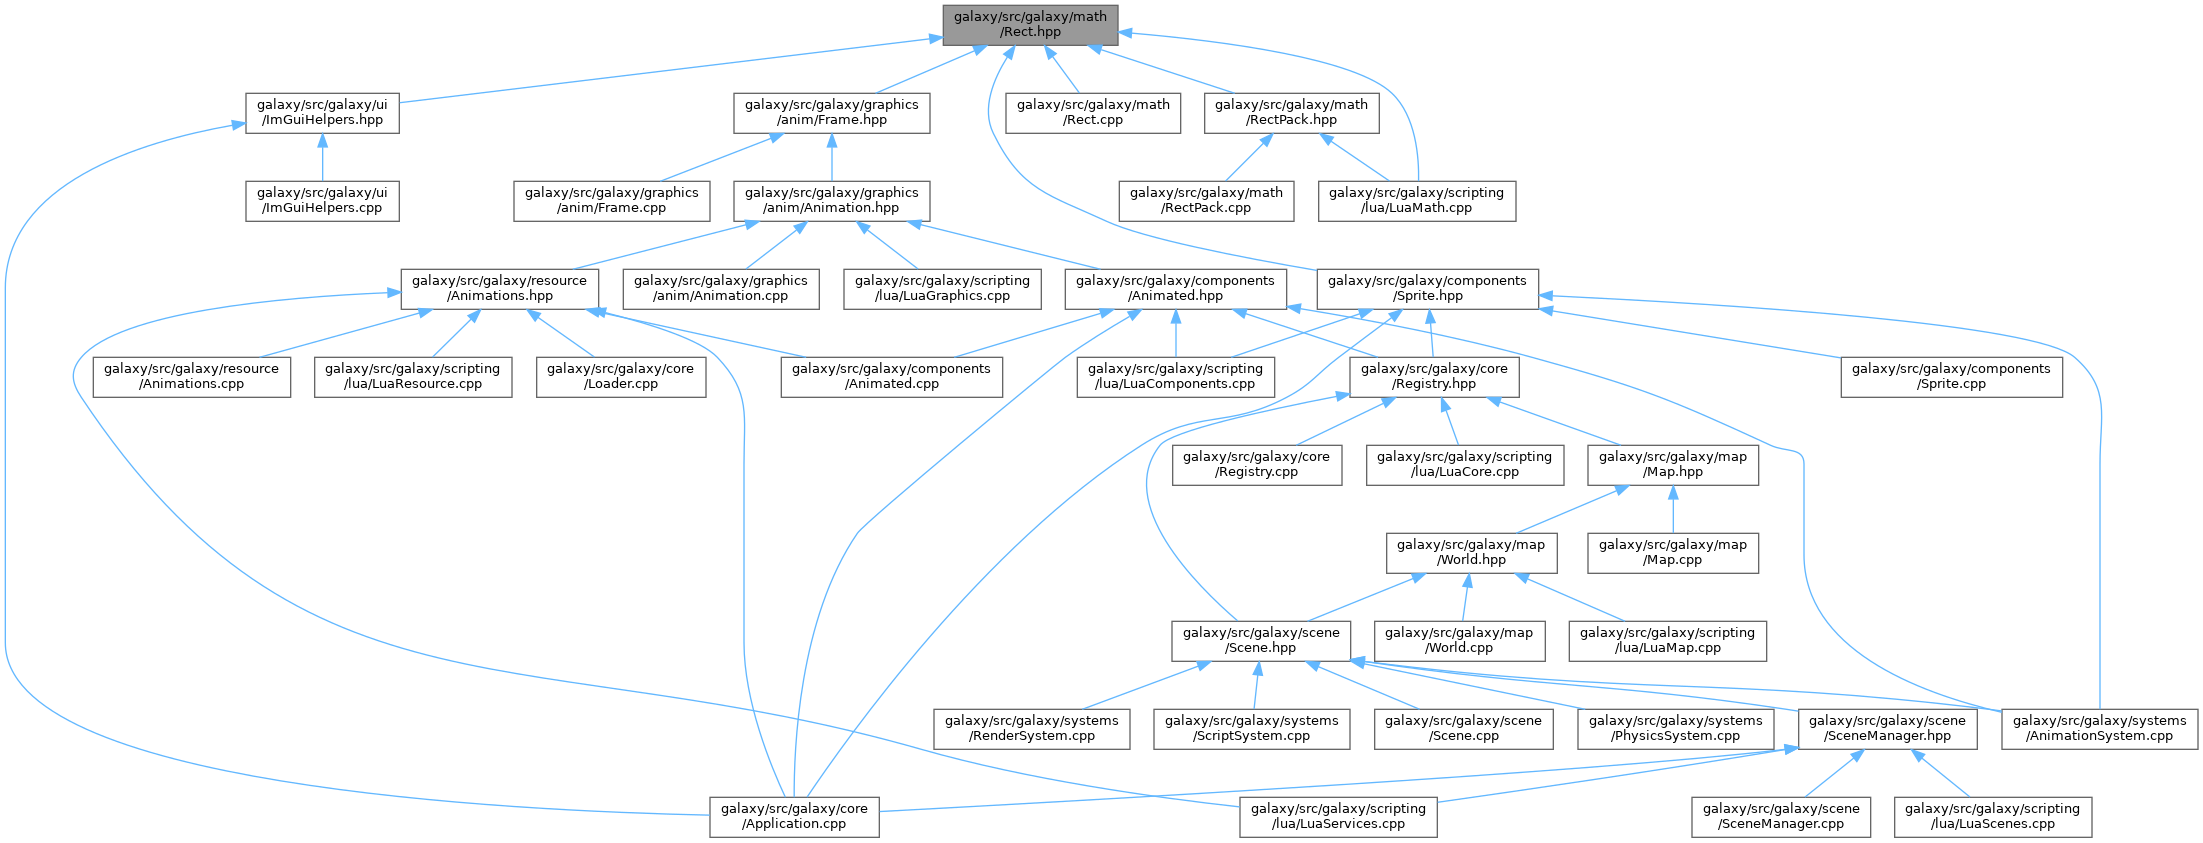 galaxy/src/galaxy/math
/Rect.hpp
galaxy/src/galaxy/ui
/ImGuiHelpers.hpp
galaxy/src/galaxy/graphics
/anim/Frame.hpp
galaxy/src/galaxy/math
/Rect.cpp
galaxy/src/galaxy/math
/RectPack.hpp
galaxy/src/galaxy/ui
/ImGuiHelpers.cpp
galaxy/src/galaxy/graphics
/anim/Frame.cpp
galaxy/src/galaxy/graphics
/anim/Animation.hpp
galaxy/src/galaxy/math
/RectPack.cpp
galaxy/src/galaxy/scripting
/lua/LuaMath.cpp
galaxy/src/galaxy/resource
/Animations.hpp
galaxy/src/galaxy/graphics
/anim/Animation.cpp
galaxy/src/galaxy/scripting
/lua/LuaGraphics.cpp
galaxy/src/galaxy/components
/Animated.hpp
galaxy/src/galaxy/components
/Sprite.hpp
galaxy/src/galaxy/resource
/Animations.cpp
galaxy/src/galaxy/scripting
/lua/LuaResource.cpp
galaxy/src/galaxy/core
/Loader.cpp
galaxy/src/galaxy/components
/Animated.cpp
galaxy/src/galaxy/scripting
/lua/LuaComponents.cpp
galaxy/src/galaxy/core
/Registry.hpp
galaxy/src/galaxy/components
/Sprite.cpp
galaxy/src/galaxy/core
/Registry.cpp
galaxy/src/galaxy/scripting
/lua/LuaCore.cpp
galaxy/src/galaxy/map
/Map.hpp
galaxy/src/galaxy/map
/World.hpp
galaxy/src/galaxy/map
/Map.cpp
galaxy/src/galaxy/scene
/Scene.hpp
galaxy/src/galaxy/map
/World.cpp
galaxy/src/galaxy/scripting
/lua/LuaMap.cpp
galaxy/src/galaxy/systems
/RenderSystem.cpp
galaxy/src/galaxy/systems
/ScriptSystem.cpp
galaxy/src/galaxy/scene
/Scene.cpp
galaxy/src/galaxy/systems
/PhysicsSystem.cpp
galaxy/src/galaxy/scene
/SceneManager.hpp
galaxy/src/galaxy/systems
/AnimationSystem.cpp
galaxy/src/galaxy/core
/Application.cpp
galaxy/src/galaxy/scripting
/lua/LuaServices.cpp
galaxy/src/galaxy/scene
/SceneManager.cpp
galaxy/src/galaxy/scripting
/lua/LuaScenes.cpp